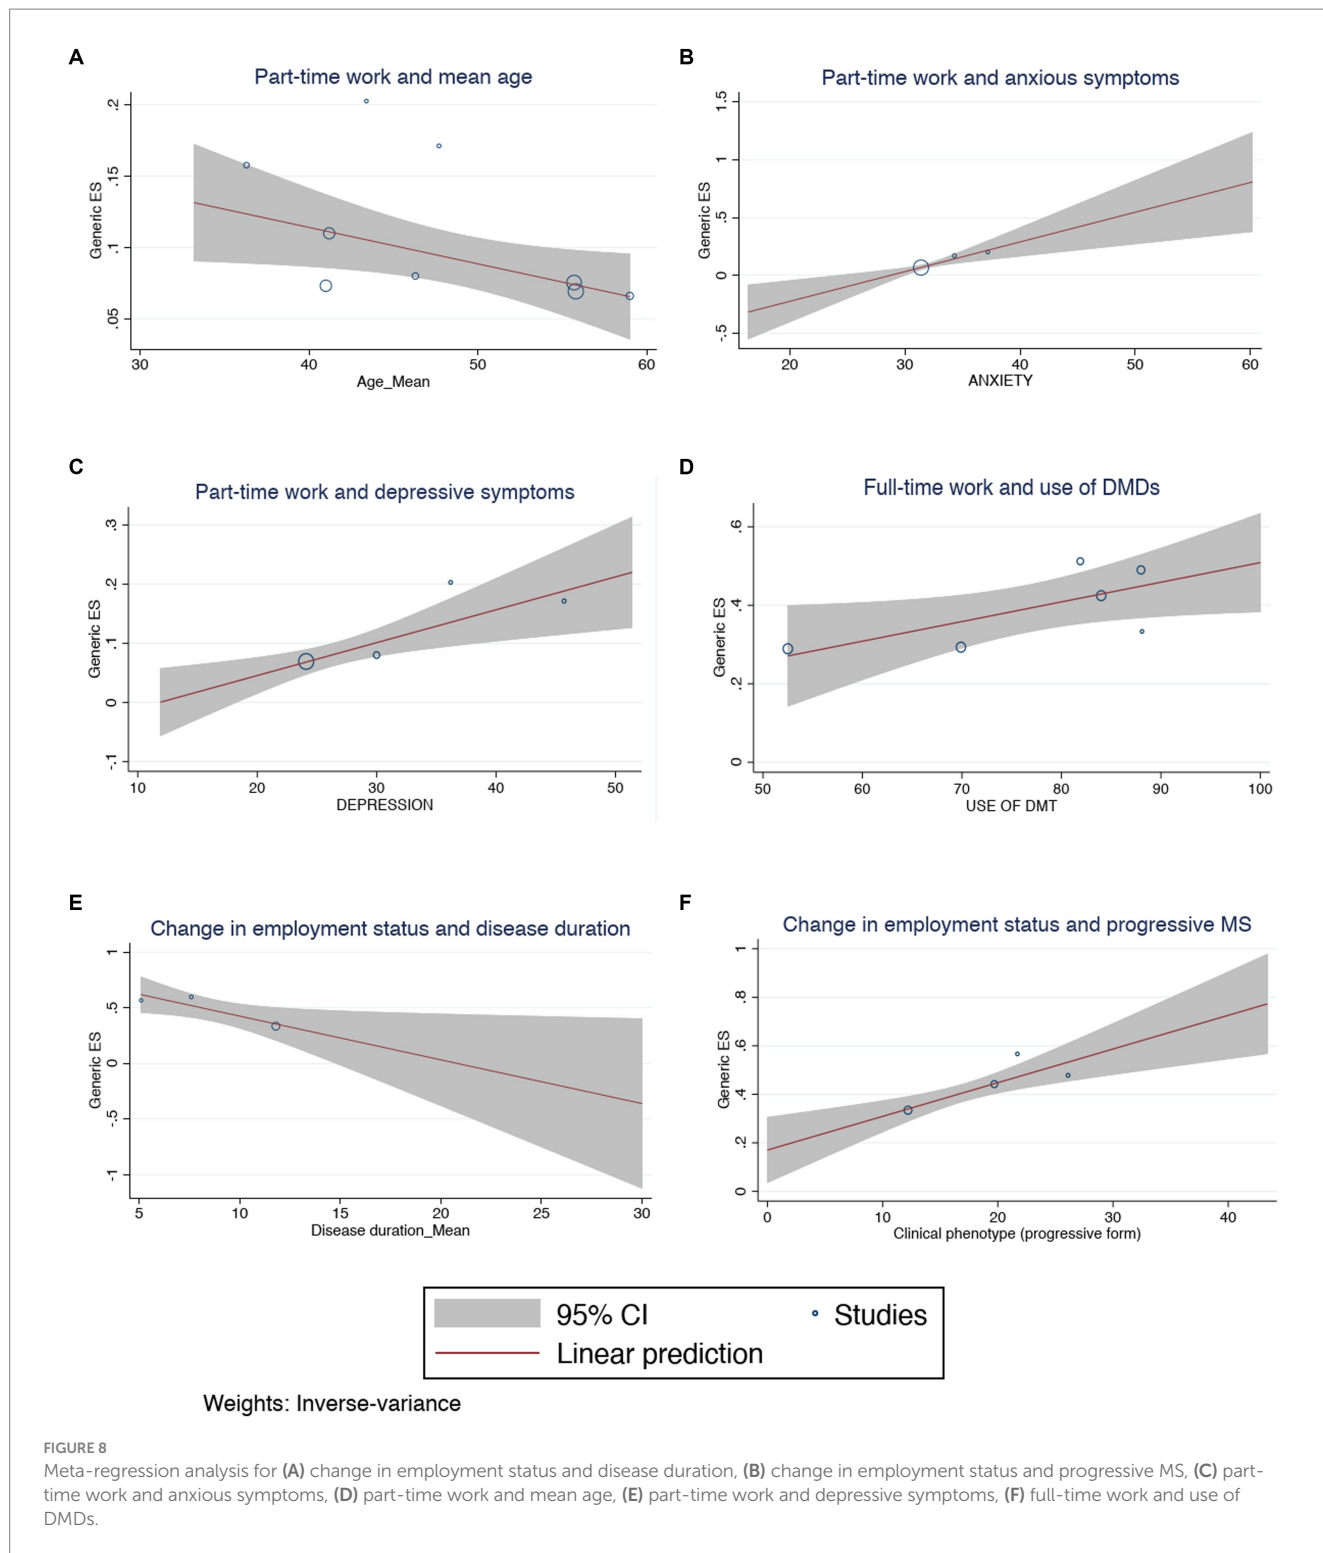 A
Part-time work and mean age
Generic ES
.2
.15
.1
.05
30 40 50 60
Age_Mean
B
Part-time work and anxious symptoms
Generic ES
1.5
1
.5
0
-.5
20 30 40 50 60
ANXIETY
C
Part-time work and depressive symptoms
Generic ES
.3
.2
.1
0
-.1
10 20 30 40 50
DEPRESSION
D
Full-time work and use of DMDs
Generic ES
.6
.4
.2
0
50 60 70 80 90 100
USE OF DMT
E
Change in employment status and disease duration
Generic ES
1
.5
0
-.5
-1
5 10 15 20 25 30
Disease duration_Mean
F
Change in employment status and progressive MS
Generic ES
1
.8
.6
.4
.2
0
0 10 20 30 40
Clinical phenotype (progressive form)
95% CI Studies
Linear prediction
Weights: Inverse-variance
FIGURE 8
Meta-regression analysis for (A) change in employment status and disease duration, (B) change in employment status and progressive MS, (C) part-
time work and anxious symptoms, (D) part-time work and mean age, (E) part-time work and depressive symptoms, (F) full-time work and use of
DMDs.